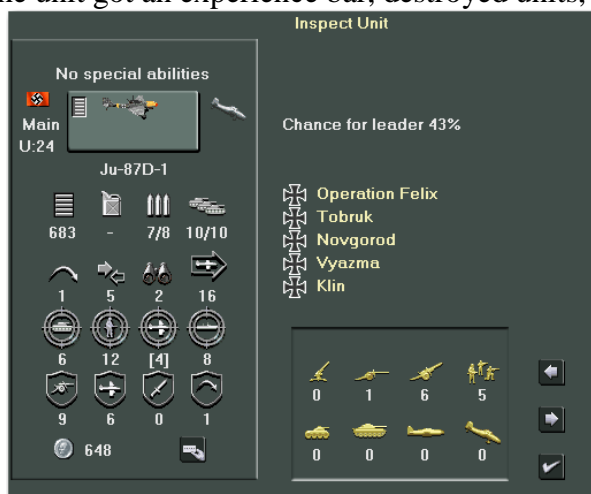 ne unit got an experience bar, destroyed units,
Inspect Unit
No special abilities
Main
U:24
Ju-87D-1
683 - 7/8 10/10
1 5 2 16
6 12 [4] 8
9 6 0 1
648
Chance for leader 43%
Operation Felix
Tobruk
Novgorod
Vyazma
Klin
0 1 6 5
0 0 0 0